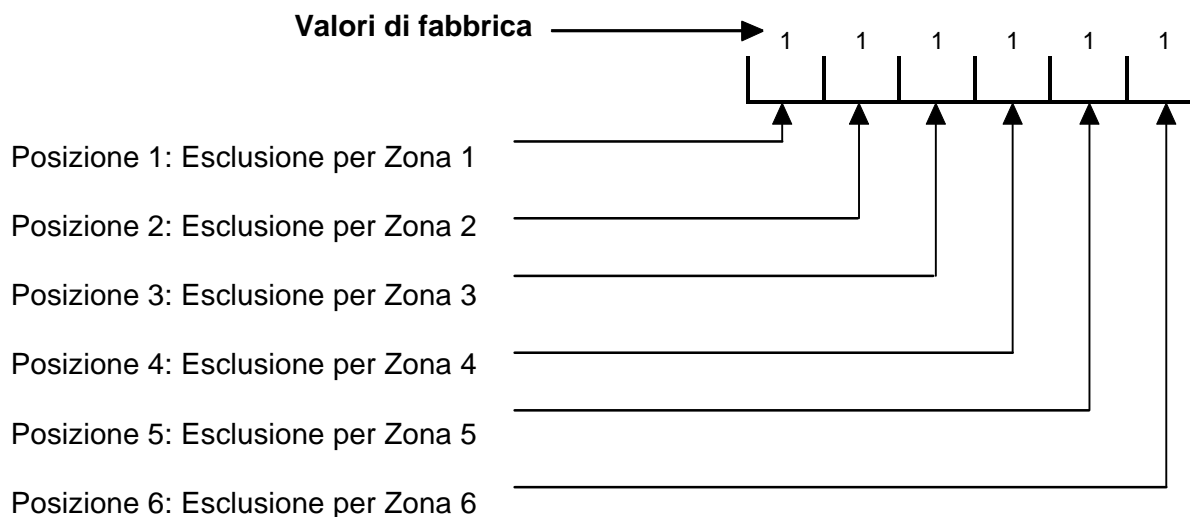 Valori di fabbrica 1 1 1 1 1 1
Posizione 1: Esclusione per Zona 1
Posizione 2: Esclusione per Zona 2
Posizione 3: Esclusione per Zona 3
Posizione 4: Esclusione per Zona 4
Posizione 5: Esclusione per Zona 5
Posizione 6: Esclusione per Zona 6